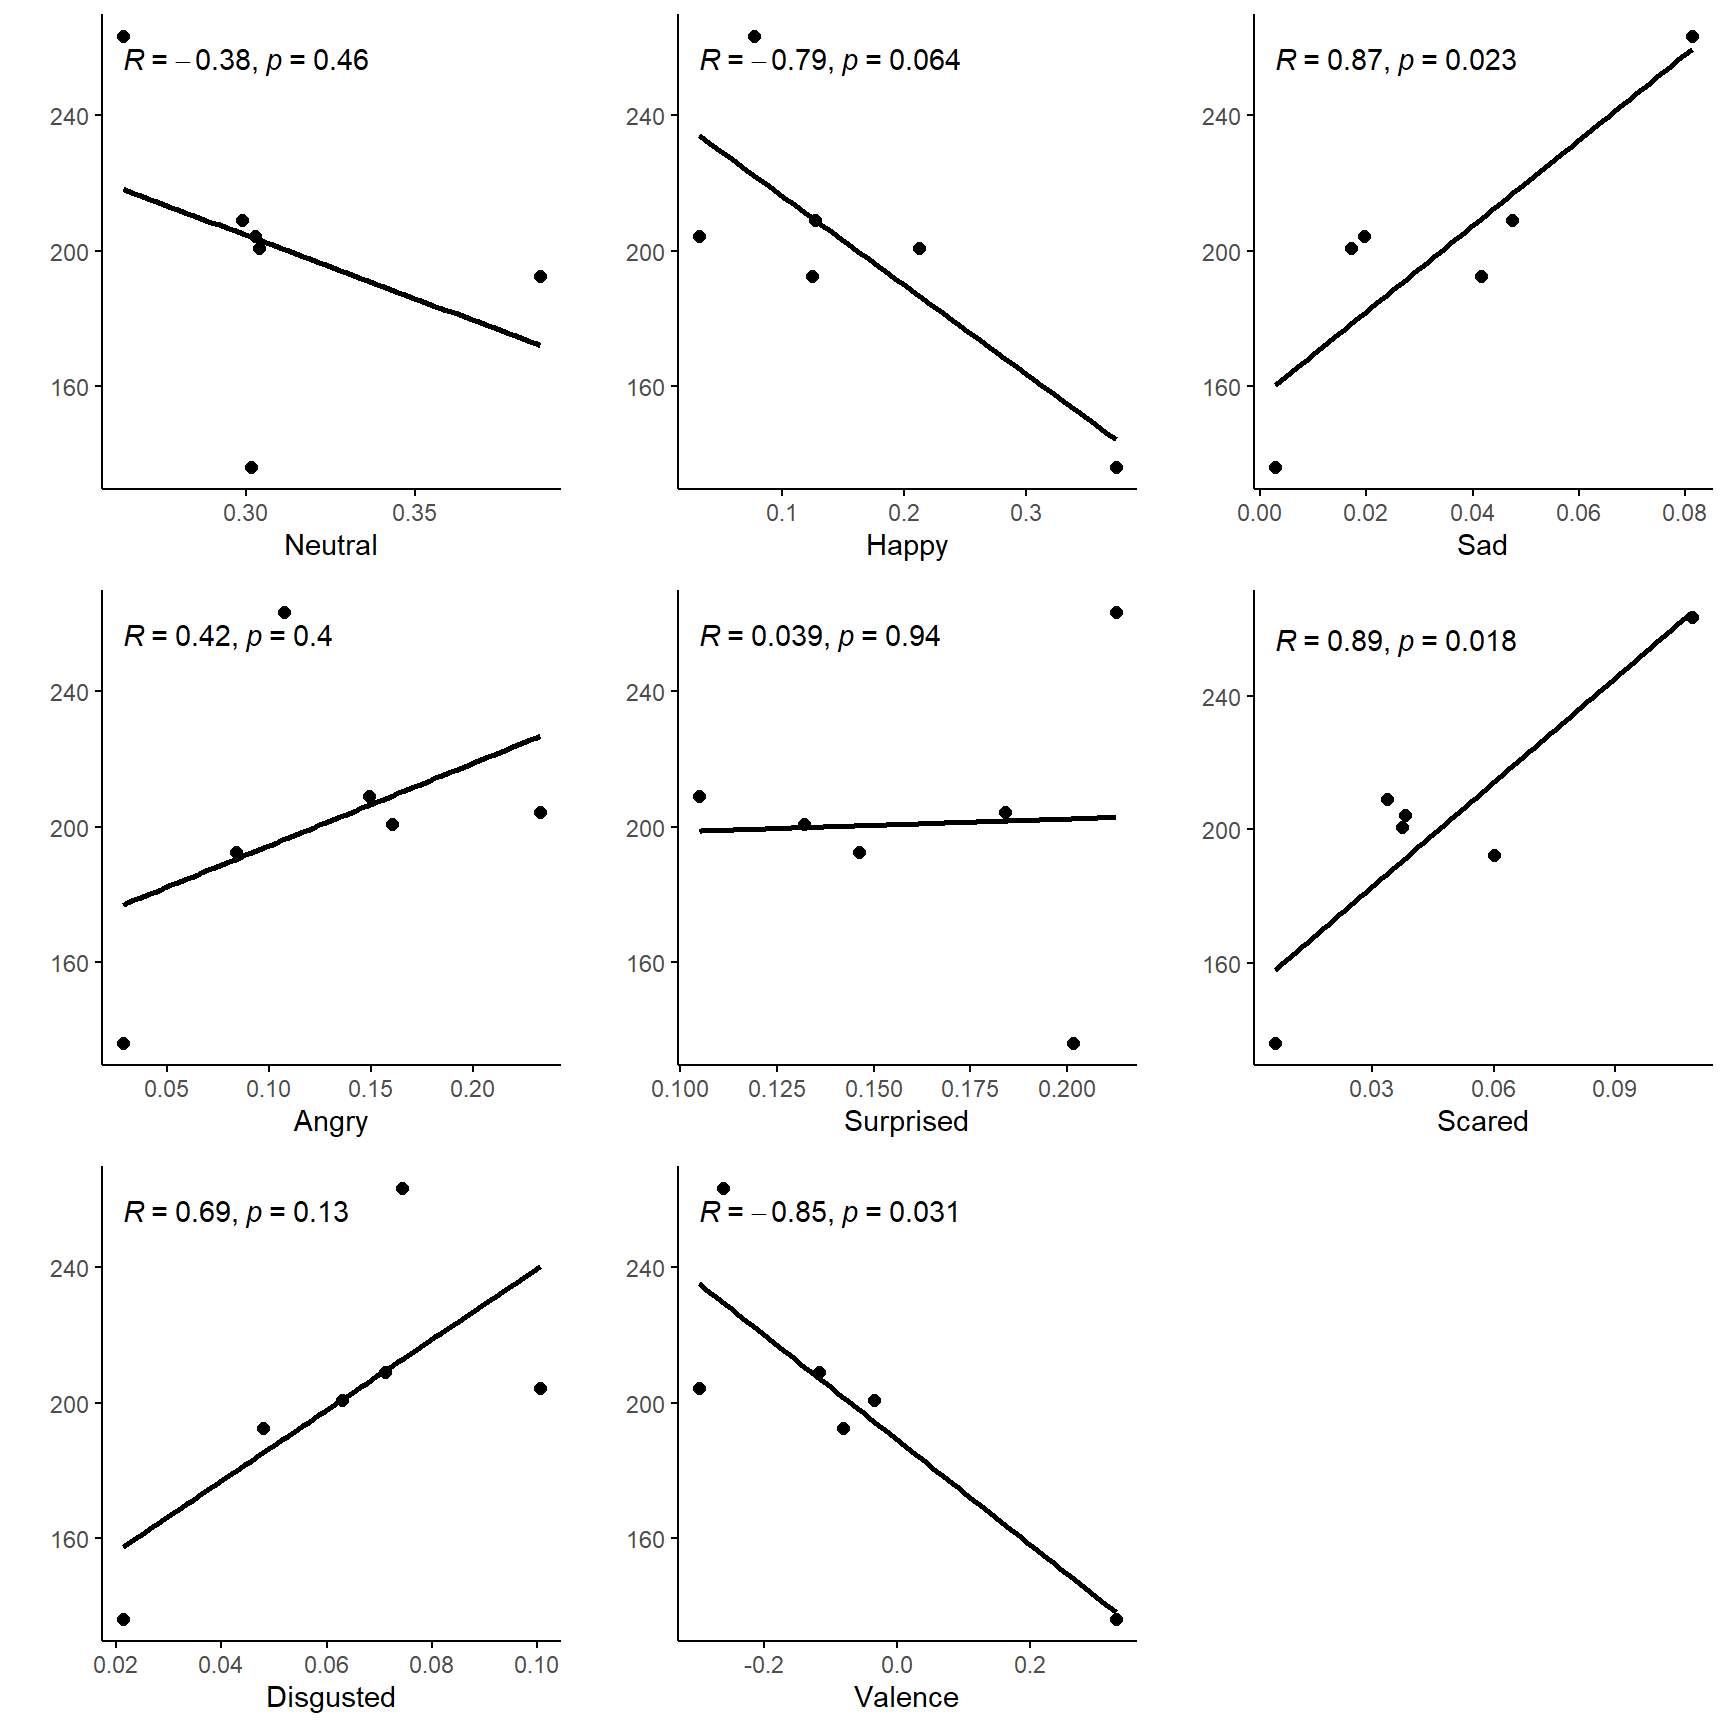 R = −0.38, p = 0.46
240
200
160
0.30 0.35
Neutral
R = −0.79, p = 0.064
240
200
160
0.1 0.2 0.3
Happy
R = 0.87, p = 0.023
240
200
160
0.00 0.02 0.04 0.06 0.08
Sad
R = 0.42, p = 0.4
240
200
160
0.05 0.10 0.15 0.20
Angry
R = 0.039, p = 0.94
240
200
160
0.100 0.125 0.150 0.175 0.200
Surprised
R = 0.89, p = 0.018
240
200
160
0.03 0.06 0.09
Scared
R = 0.69, p = 0.13
240
200
160
0.02 0.04 0.06 0.08 0.10
Disgusted
R = −0.85, p = 0.031
240
200
160
-0.2 0.0 0.2
Valence